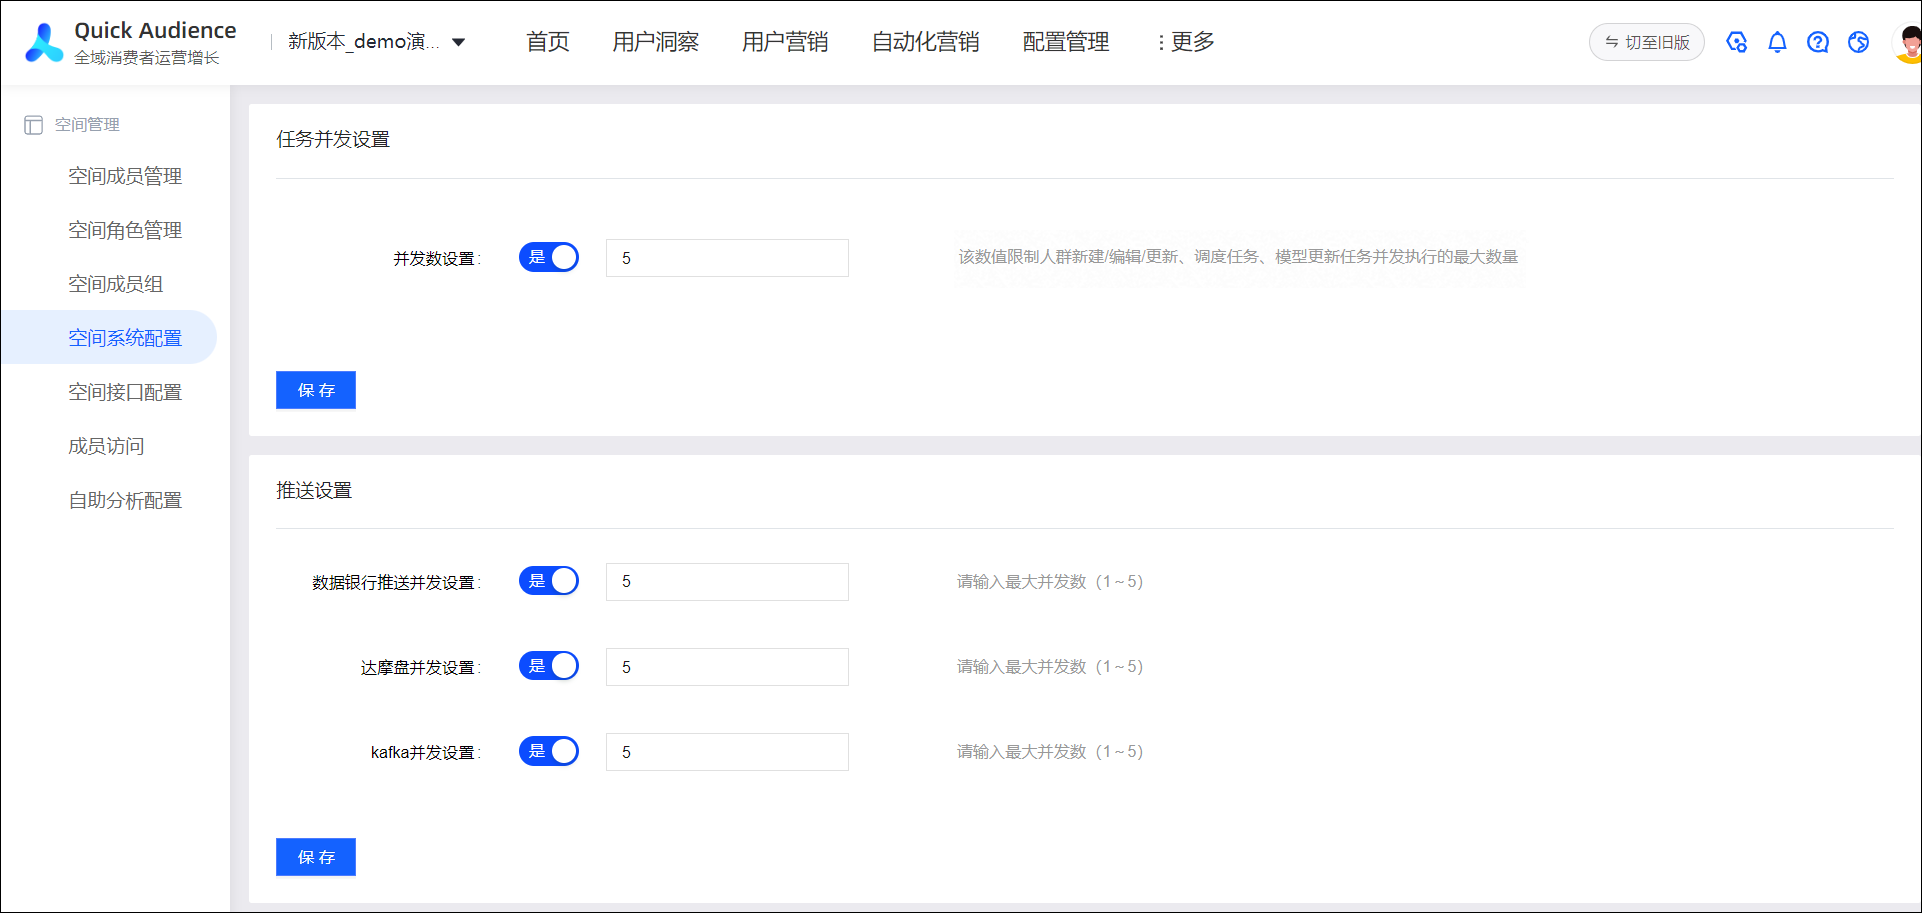 Quick Audience
全域消费者运营增长
新版本_demo演...
首页
用户洞察
用户营销
自动化营销
配置管理
更多
切至旧版
空间管理
空间成员管理
空间角色管理
空间成员组
空间系统配置
空间接口配置
成员访问
自助分析配置
任务并发设置
并发数设置: 是 5 该数值限制人群新建/编辑/更新、调度任务、模型更新任务并发执行的最大数量
保 存
推送设置
数据银行推送并发设置: 是 5 请输入最大并发数（1～5）
达摩盘并发设置: 是 5 请输入最大并发数（1～5）
kafka并发设置: 是 5 请输入最大并发数（1～5）
保 存